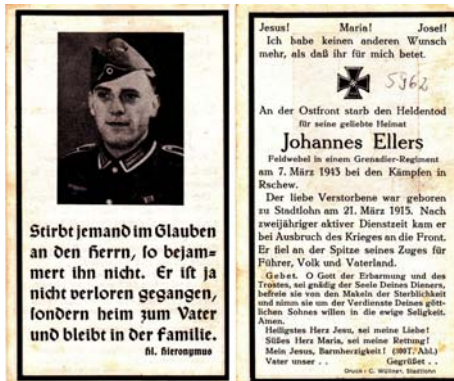 Stirbt jemand im Glauben
an den Herrn, so bejam-
mert ihn nicht. Er ist ja
nicht verloren gegangen,
sondern heim zum Vater
und bleibt in der Familie.
hl. Hieronymus
Jesus! Maria! Josef!
Ich habe keinen anderen Wunsch
mehr, als daß ihr für mich betet.
5962
An der Ostfront starb den Heldentod
für seine geliebte Heimat
Johannes Ellers
Feldwebel in einem Grenadier-Regiment
am 7. März 1943 bei den Kämpfen in
Rschew.
Der liebe Verstorbene war geboren
zu Stadtlohn am 21. März 1915. Nach
zweijähriger aktiver Dienstzeit kam er
bei Ausbruch des Krieges an die Front.
Er fiel an der Spitze seines Zuges für
Führer, Volk und Vaterland.
Gebet. O Gott der Erbarmung und des
Trostes, sei gnädig der Seele Deines Dieners,
befreie sie von den Makeln der Sterblichkeit
und nimm sie um der Verdienste Deines gött-
lichen Sohnes willen in die ewige Seligkeit.
Amen.
Heiligstes Herz Jesu, sei meine Liebe!
Süßes Herz Maria, sei meine Rettung!
Mein Jesus, Barmherzigkeit! (300T. Abl.)
Vater unser . . Gegrüßet . .
Druck: C. Wüllner, Stadtlohn